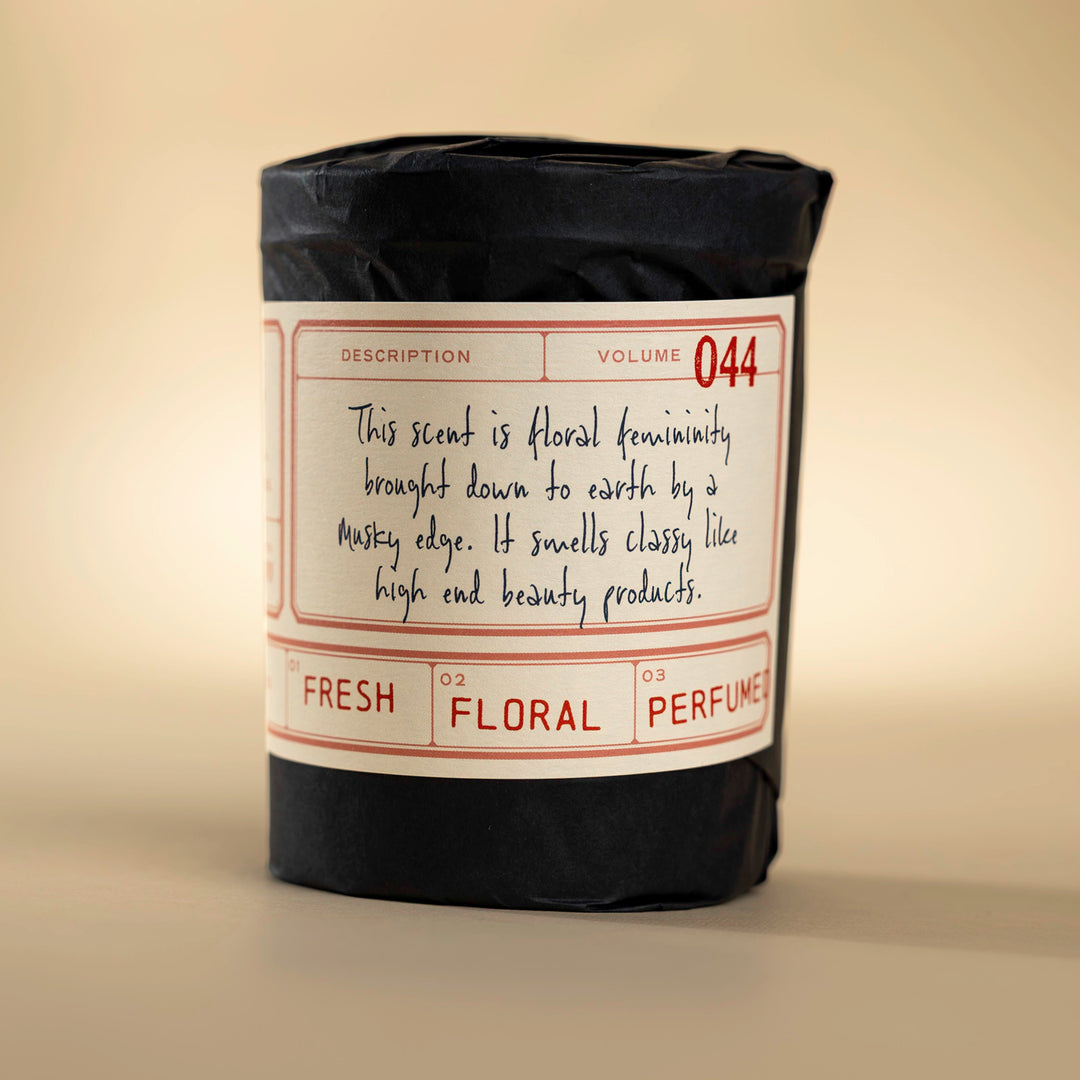 DESCRIPTION VOLUME 044
This scent is floral femininity
brought down to earth by a
musky edge. It smells classy like
high end beauty products.
01 FRESH 02 FLORAL 03 PERFUMED